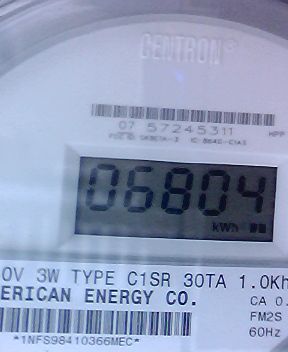 CENTRON®
07 57245311
HPP
06804
kWh
0V 3W TYPE C1SR 30TA 1.0Kh
ERICAN ENERGY CO.
CA 0.
FM2S
60Hz
*1NFS98410366MEC*